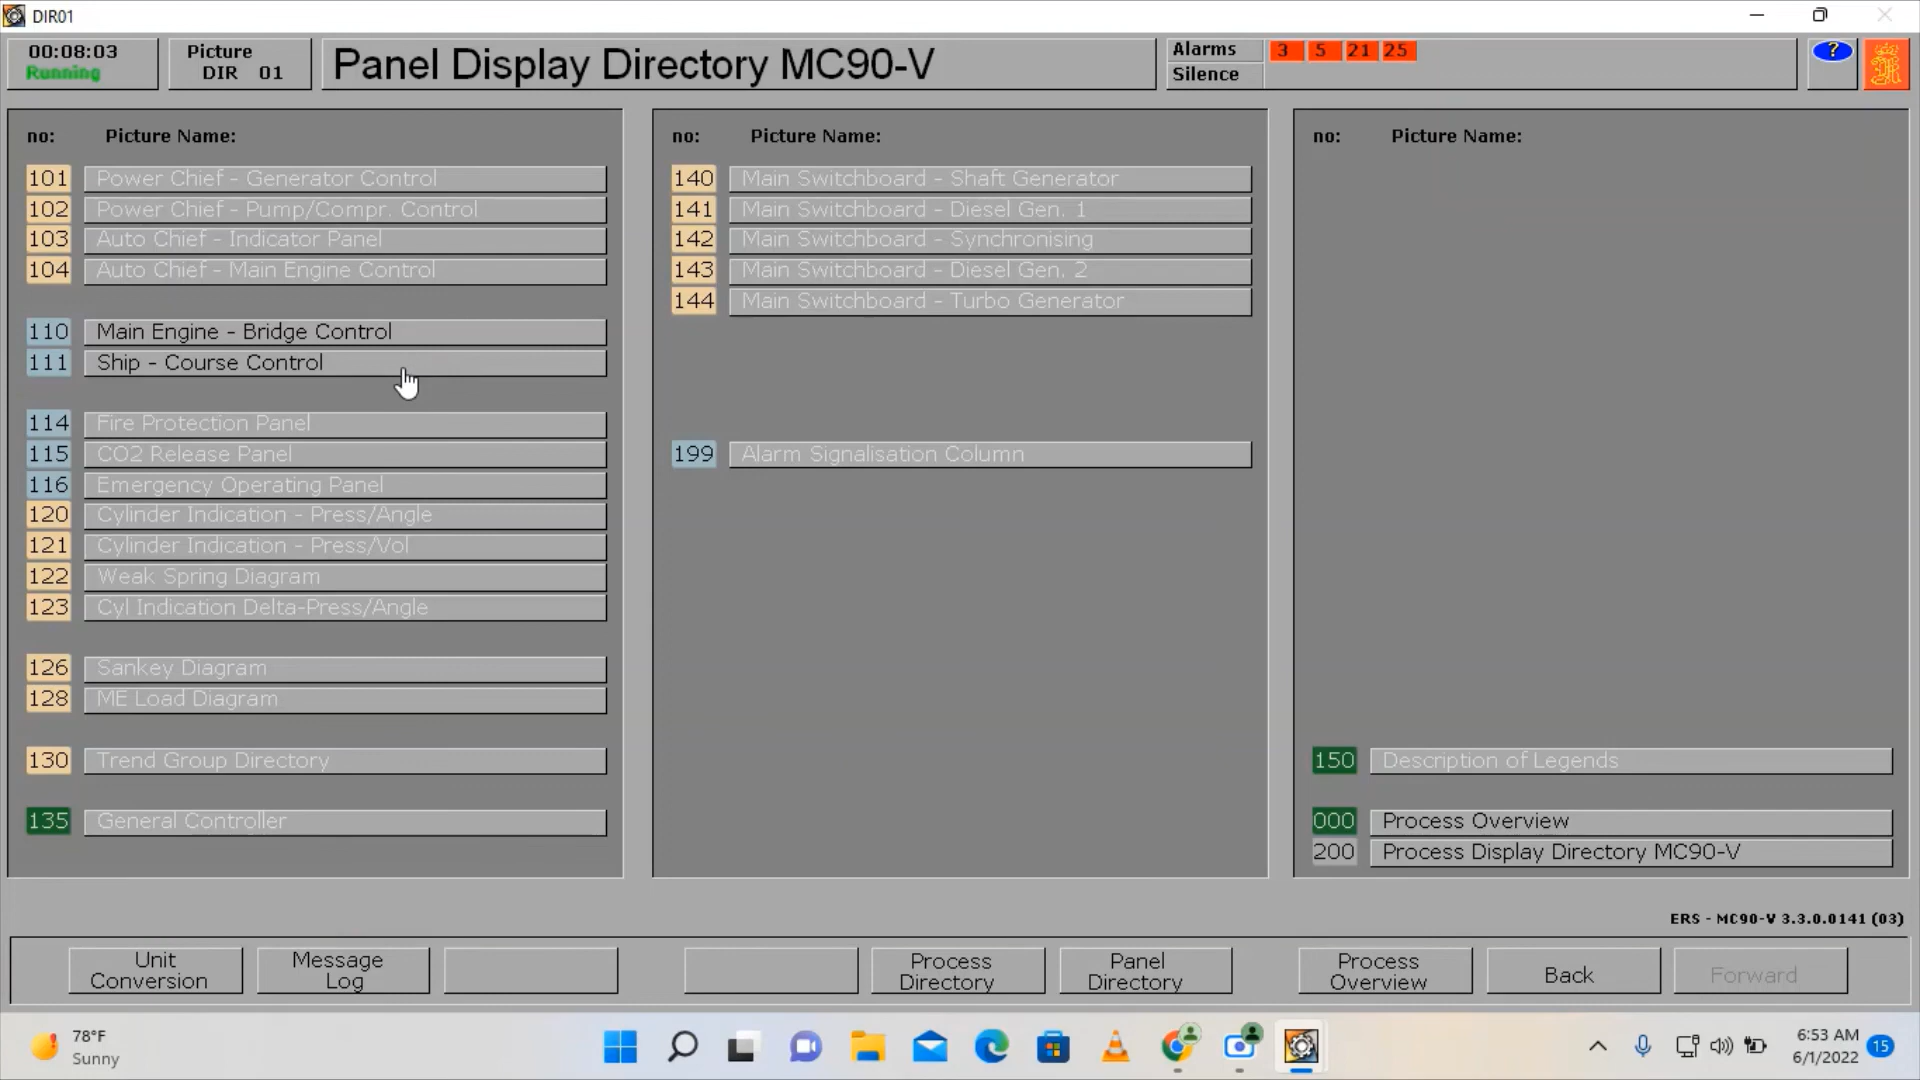 DIR01
00:08:03
Running
Picture
DIR 01
Panel Display Directory MC90-V
Alarms
Silence
3 5 21 25
?
no: Picture Name:
101 Power Chief - Generator Control
102 Power Chief - Pump/Compr. Control
103 Auto Chief - Indicator Panel
104 Auto Chief - Main Engine Control
110 Main Engine - Bridge Control
111 Ship - Course Control
114 Fire Protection Panel
115 CO2 Release Panel
116 Emergency Operating Panel
120 Cylinder Indication - Press/Angle
121 Cylinder Indication - Press/Vol
122 Weak Spring Diagram
123 Cyl Indication Delta-Press/Angle
126 Sankey Diagram
128 ME Load Diagram
130 Trend Group Directory
135 General Controller
no: Picture Name:
140 Main Switchboard - Shaft Generator
141 Main Switchboard - Diesel Gen. 1
142 Main Switchboard - Synchronising
143 Main Switchboard - Diesel Gen. 2
144 Main Switchboard - Turbo Generator
199 Alarm Signalisation Column
no: Picture Name:
150 Description of Legends
000 Process Overview
200 Process Display Directory MC90-V
ERS - MC90-V 3.3.0.0141 (03)
Unit
Conversion
Message
Log
Process
Directory
Panel
Directory
Process
Overview
Back
Forward
78°F
Sunny
6:53 AM
6/1/2022
15